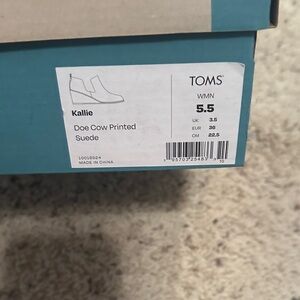 TOMS
WMN
5.5
UK 3.5
EUR 36
CM 22.5
Kallie
Doe Cow Printed
Suede
MADE IN CHINA